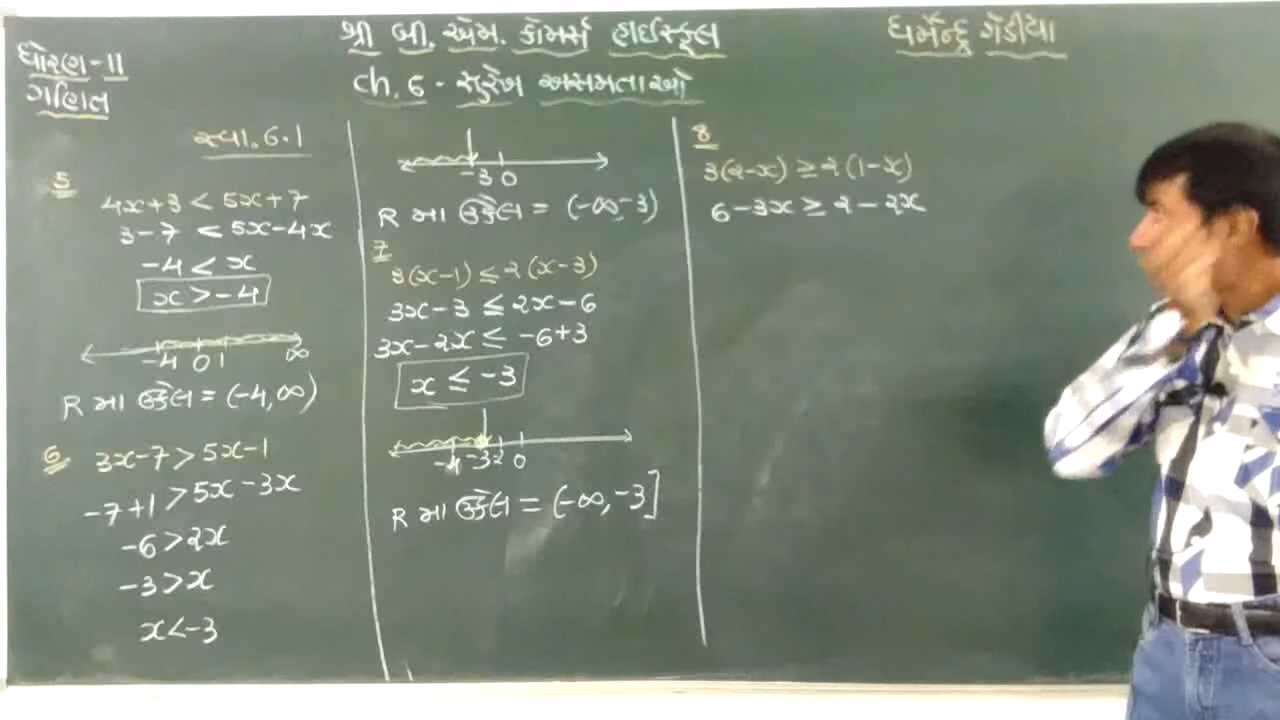 શ્રી બી. એમ. કોમર્સ હાઈસ્કૂલ
ધર્મેન્દ્ર ગેડીયા
ધોરણ-11
ગણિત
ch. 6 - સુરેખ અસમતાઓ
સ્વા. 6.1
5
4x+3 < 5x+7
3-7 < 5x-4x
-4 < x
x > -4
-4 0 1 ∞
R મા ઉકેલ = (-4, ∞)
6
3x-7 > 5x-1
-7+1 > 5x-3x
-6 > 2x
-3 > x
x < -3
-3 0
R મા ઉકેલ = (-∞, -3)
7
3(x-1) ≤ 2(x-3)
3x-3 ≤ 2x-6
3x-2x ≤ -6+3
x ≤ -3
-4 -3 -2 0
R મા ઉકેલ = (-∞, -3]
8
3(2-x) ≥ 2(1-x)
6-3x ≥ 2-2x